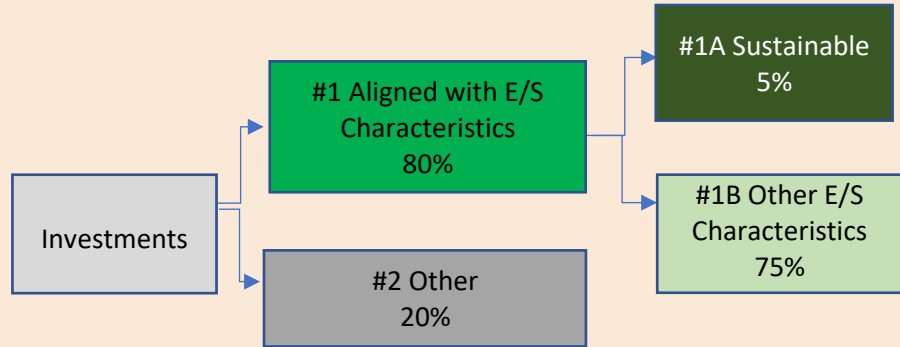 Investments
#1 Aligned with E/S
Characteristics
80%
#2 Other
20%
#1A Sustainable
5%
#1B Other E/S
Characteristics
75%